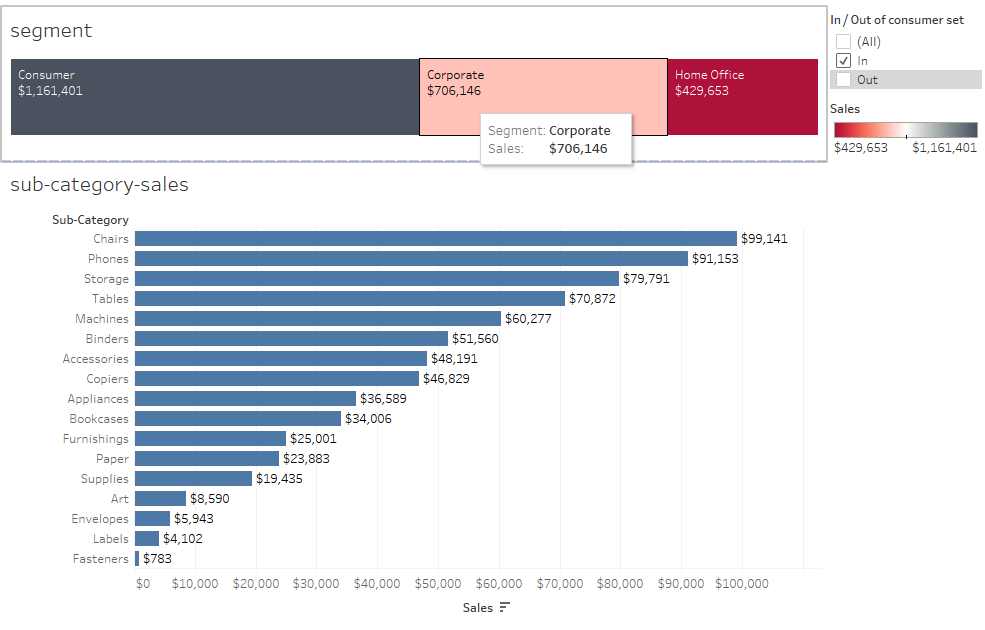 segment
Consumer
$1,161,401
Corporate
$706,146
Home Office
$429,653
Segment: Corporate
Sales: $706,146
In / Out of consumer set
(All)
In
Out
Sales
$429,653 $1,161,401
sub-category-sales
Sub-Category
Chairs $99,141
Phones $91,153
Storage $79,791
Tables $70,872
Machines $60,277
Binders $51,560
Accessories $48,191
Copiers $46,829
Appliances $36,589
Bookcases $34,006
Furnishings $25,001
Paper $23,883
Supplies $19,435
Art $8,590
Envelopes $5,943
Labels $4,102
Fasteners $783
$0 $10,000 $20,000 $30,000 $40,000 $50,000 $60,000 $70,000 $80,000 $90,000 $100,000
Sales